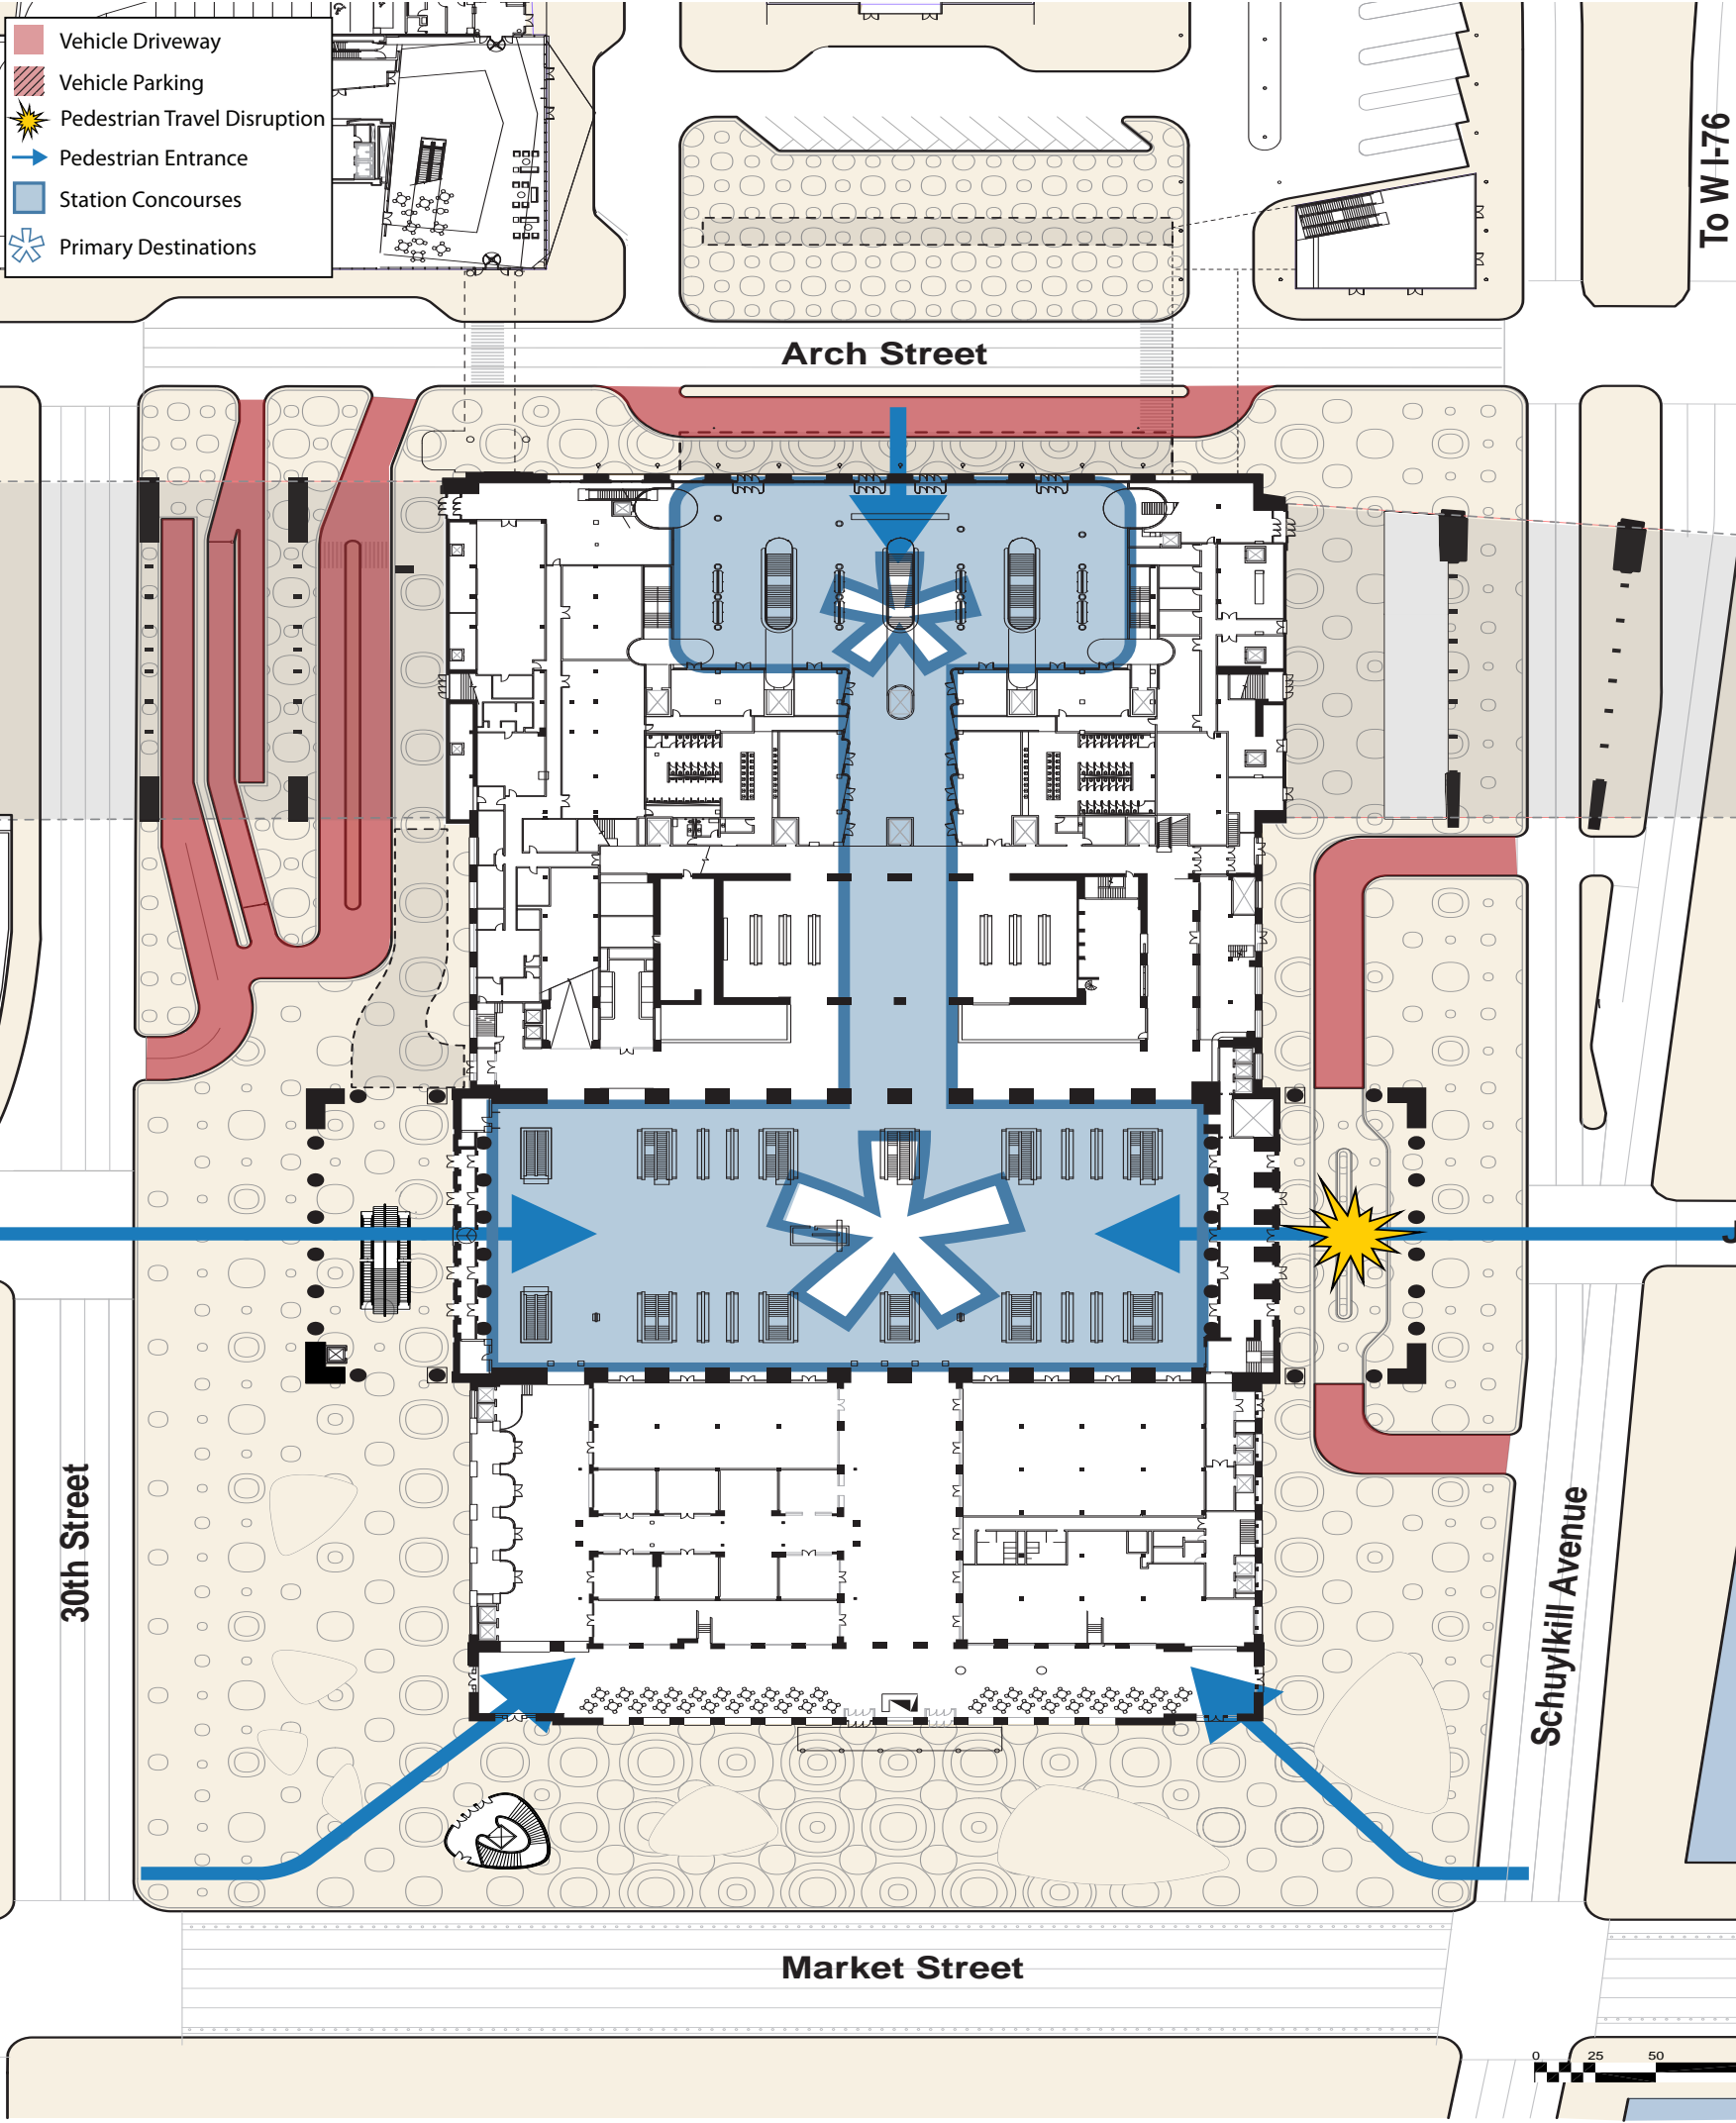 Vehicle Driveway
Vehicle Parking
Pedestrian Travel Disruption
Pedestrian Entrance
Station Concourses
Primary Destinations
To W I-76
Arch Street
30th Street
Schuylkill Avenue
Market Street
0 25 50